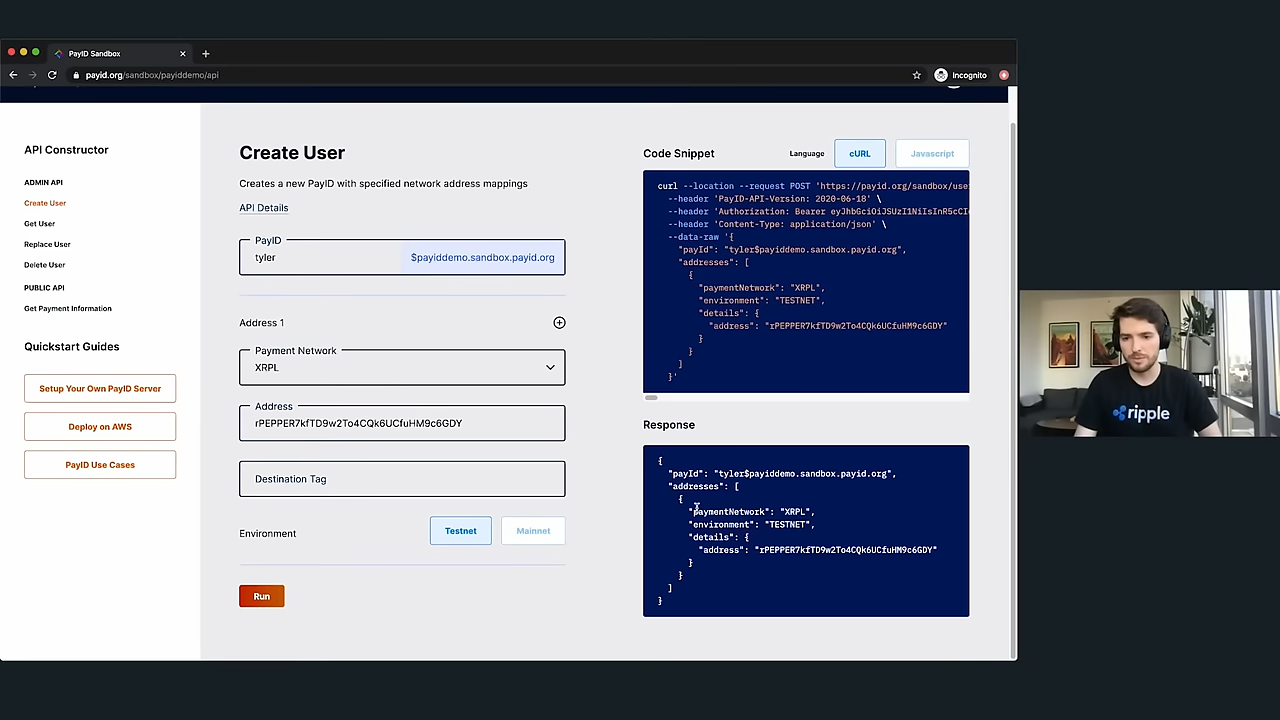 PayID Sandbox
payid.org/sandbox/payiddemo/api
Incognito
API Constructor
ADMIN API
Create User
Get User
Replace User
Delete User
PUBLIC API
Get Payment Information
Quickstart Guides
Setup Your Own PayID Server
Deploy on AWS
PayID Use Cases
Create User
Creates a new PayID with specified network address mappings
API Details
PayID
tyler
$payiddemo.sandbox.payid.org
Address 1
Payment Network
XRPL
Address
rPEPPER7kfTD9w2To4CQk6UCfuHM9c6GDY
Destination Tag
Environment
Testnet
Mainnet
Run
Code Snippet
Language
cURL
Javascript
curl --location --request POST 'https://payid.org/sandbox/use
--header 'PayID-API-Version: 2020-06-18' \
--header 'Authorization: Bearer eyJhbGciOiJSUzI1NiIsInR5cCI
--header 'Content-Type: application/json' \
--data-raw '{
"payId": "tyler$payiddemo.sandbox.payid.org",
"addresses": [
{
"paymentNetwork": "XRPL",
"environment": "TESTNET",
"details": {
"address": "rPEPPER7kfTD9w2To4CQk6UCfuHM9c6GDY"
}
}
]
}'
Response
{
"payId": "tyler$payiddemo.sandbox.payid.org",
"addresses": [
{
"paymentNetwork": "XRPL",
"environment": "TESTNET",
"details": {
"address": "rPEPPER7kfTD9w2To4CQk6UCfuHM9c6GDY"
}
}
]
}
ripple